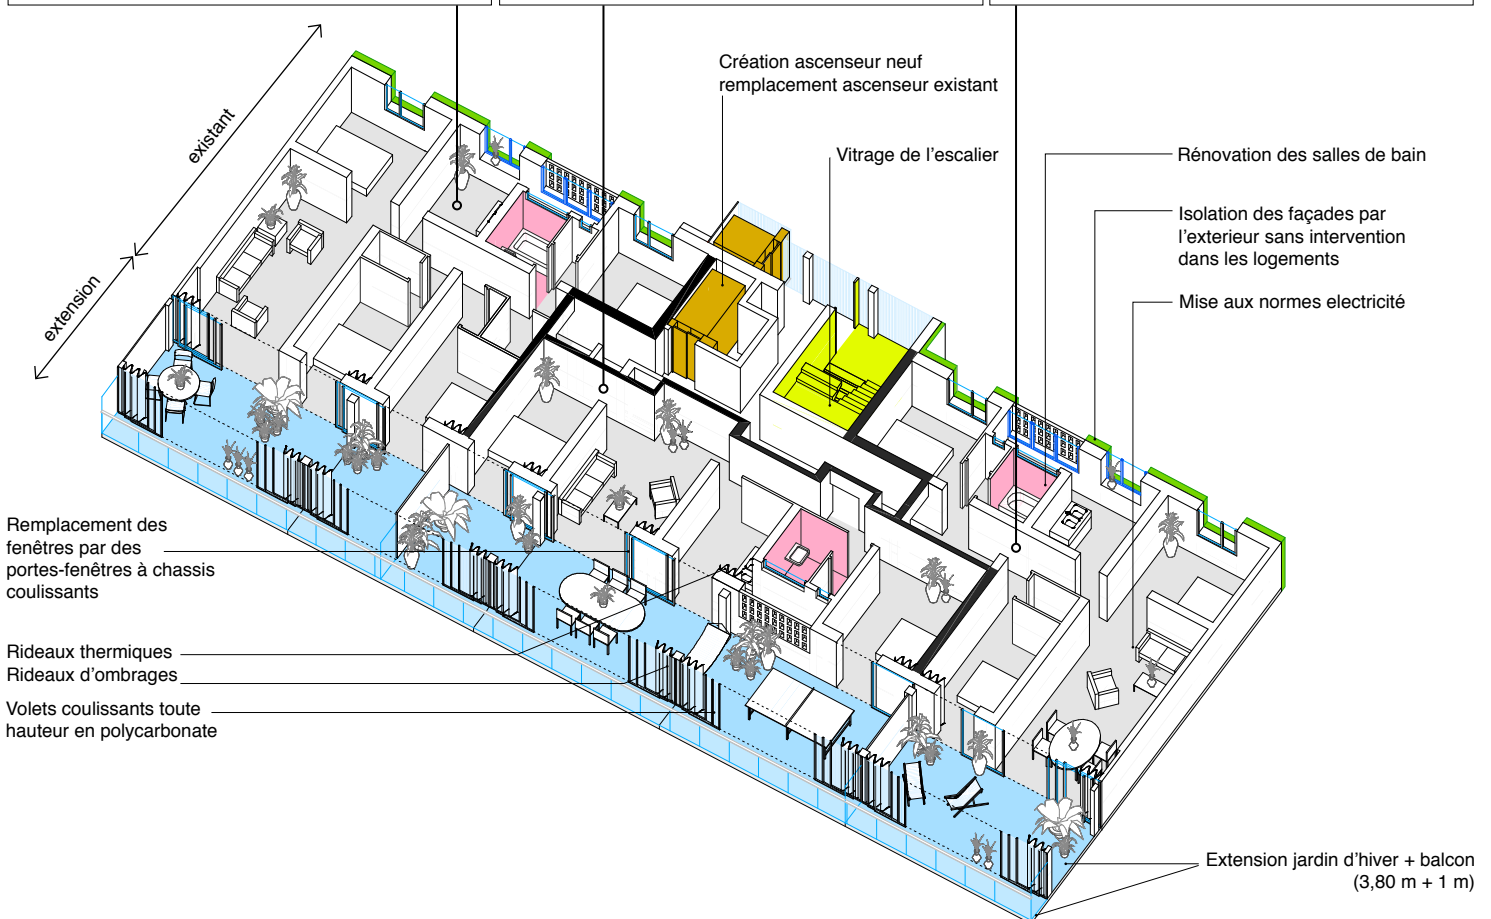 Création ascenseur neuf
remplacement ascenseur existant
existant
Vitrage de l'escalier
Rénovation des salles de bain
Isolation des façades par
l'exterieur sans intervention
dans les logements
extension
Mise aux normes electricité
Remplacement des
fenêtres par des
portes-fenêtres à chassis
coulissants
Rideaux thermiques
Rideaux d'ombrages
Volets coulissants toute
hauteur en polycarbonate
Extension jardin d'hiver + balcon
(3,80 m + 1 m)